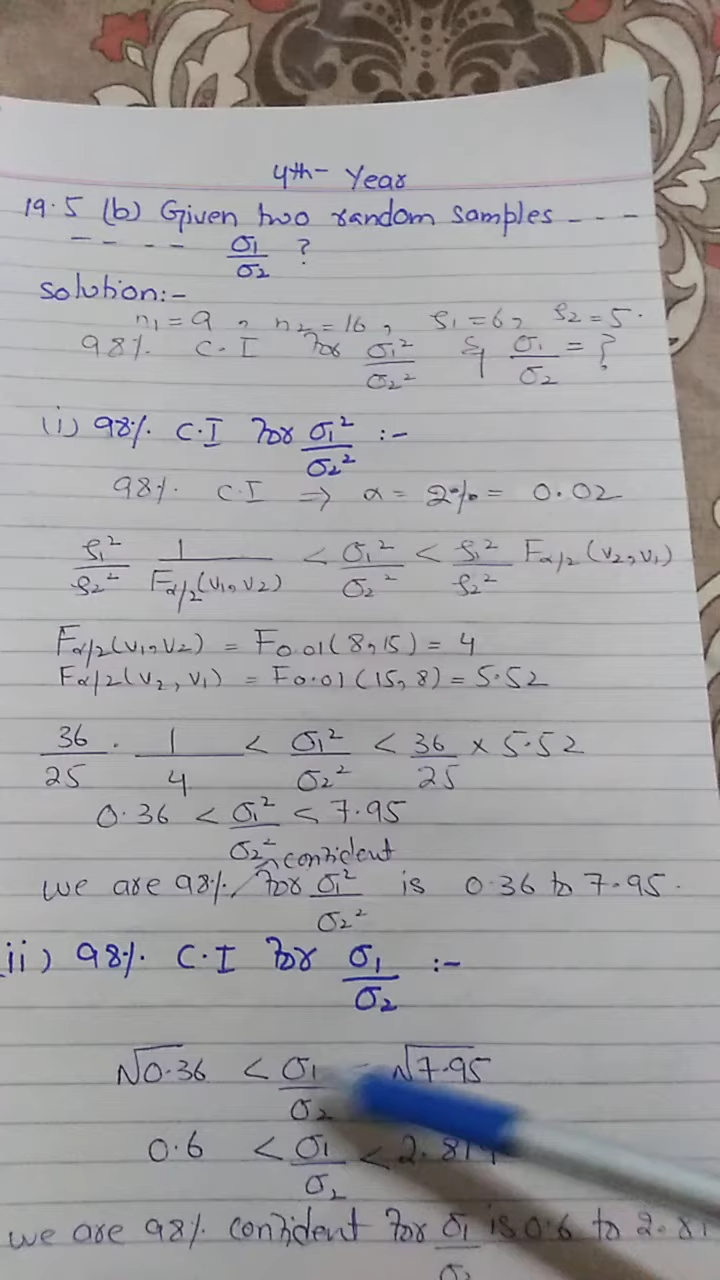 4th- Year
19.5 (b) Given two random samples - - -
- - - - σ1/σ2 ?
Solution:-
n1 = 9 , n2 = 16 , S1 = 6 , S2 = 5 .
98% C.I for σ1²/σ2² & σ1/σ2 = ?
(i) 98% C.I for σ1²/σ2² :-
98% C.I ⇒ α = 2% = 0.02
S1²/S2² 1/Fα/2(v1,v2) < σ1²/σ2² < S1²/S2² Fα/2(v2,v1)
Fα/2(v1,v2) = F0.01(8,15) = 4
Fα/2(v2,v1) = F0.01(15,8) = 5.52
36/25 . 1/4 < σ1²/σ2² < 36/25 × 5.52
0.36 < σ1²/σ2² < 7.95
we are 98% confident for σ1²/σ2² is 0.36 to 7.95.
ii) 98% C.I for σ1/σ2 :-
√0.36 < σ1/σ2 √7.95
0.6 < σ1/σ2 < 2.81
we are 98% confident for σ1/σ2 is 0.6 to 2.81